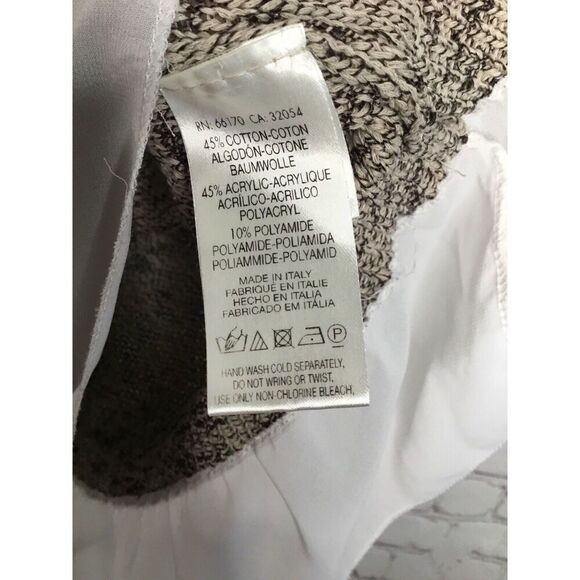 RN: 66170 CA: 32054
45% COTTON-COTON
ALGODÓN-COTONE
BAUMWOLLE
45% ACRYLIC-ACRYLIQUE
ACRÍLICO-ACRILICO
POLYACRYL
10% POLYAMIDE
POLYAMIDE-POLIAMIDA
POLIAMMIDE-POLYAMID
MADE IN ITALY
FABRIQUÉ EN ITALIE
HECHO EN ITALIA
FABRICADO EM ITÁLIA
P
HAND WASH COLD SEPARATELY,
DO NOT WRING OR TWIST,
USE ONLY NON-CHLORINE BLEACH,